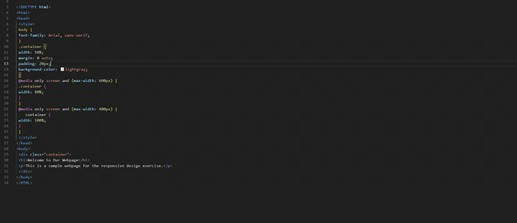 <!DOCTYPE html>
<html>
<head>
<style>
body {
font-family: Arial, sans-serif;
}
.container {
width: 50%;
margin: 0 auto;
padding: 20px;
background-color: lightgray;
}
@media only screen and (max-width: 600px) {
.container {
width: 80%;
}
}
@media only screen and (max-width: 400px) {
container {
width: 100%;
}
}
</style>
</head>
<body>
<div class="container">
<h1>Welcome to Our Webpage</h1>
<p>This is a sample webpage for the responsive design exercise.</p>
</div>
</body>
</HTML>